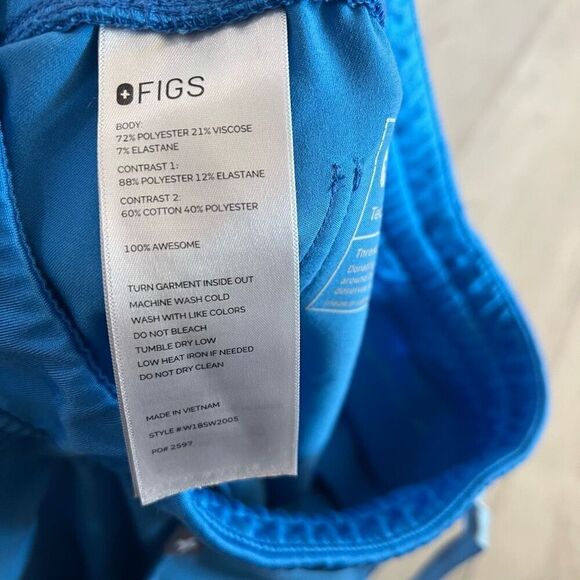 FIGS
BODY:
72% POLYESTER 21% VISCOSE
7% ELASTANE
CONTRAST 1:
88% POLYESTER 12% ELASTANE
CONTRAST 2:
60% COTTON 40% POLYESTER
100% AWESOME
TURN GARMENT INSIDE OUT
MACHINE WASH COLD
WASH WITH LIKE COLORS
DO NOT BLEACH
TUMBLE DRY LOW
LOW HEAT IRON IF NEEDED
DO NOT DRY CLEAN
MADE IN VIETNAM
STYLE #W18SW2005
PO# 2597